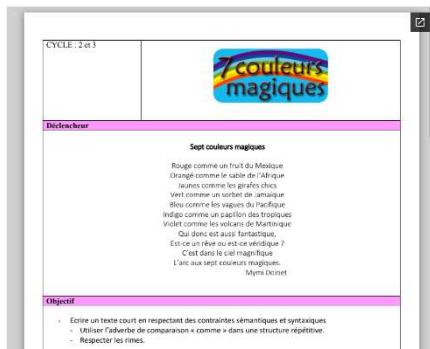 CYCLE : 2 et 3
7 couleurs
magiques
Déclencheur
Sept couleurs magiques
Rouge comme un fruit du Mexique
Orangé comme le sable de l'Afrique
Jaunes comme les girafes chics
Vert comme un sorbet de Jamaïque
Bleu comme les vagues du Pacifique
Indigo comme un papillon des tropiques
Violet comme les volcans de Martinique
Qui donc est aussi fantastique,
Est-ce un rêve ou est-ce véridique ?
C'est dans le ciel magnifique
L'arc aux sept couleurs magiques.
Mymi Doinet
Objectif
- Ecrire un texte court en respectant des contraintes sémantiques et syntaxiques
- Utiliser l'adverbe de comparaison « comme » dans une structure répétitive.
- Respecter les rimes.